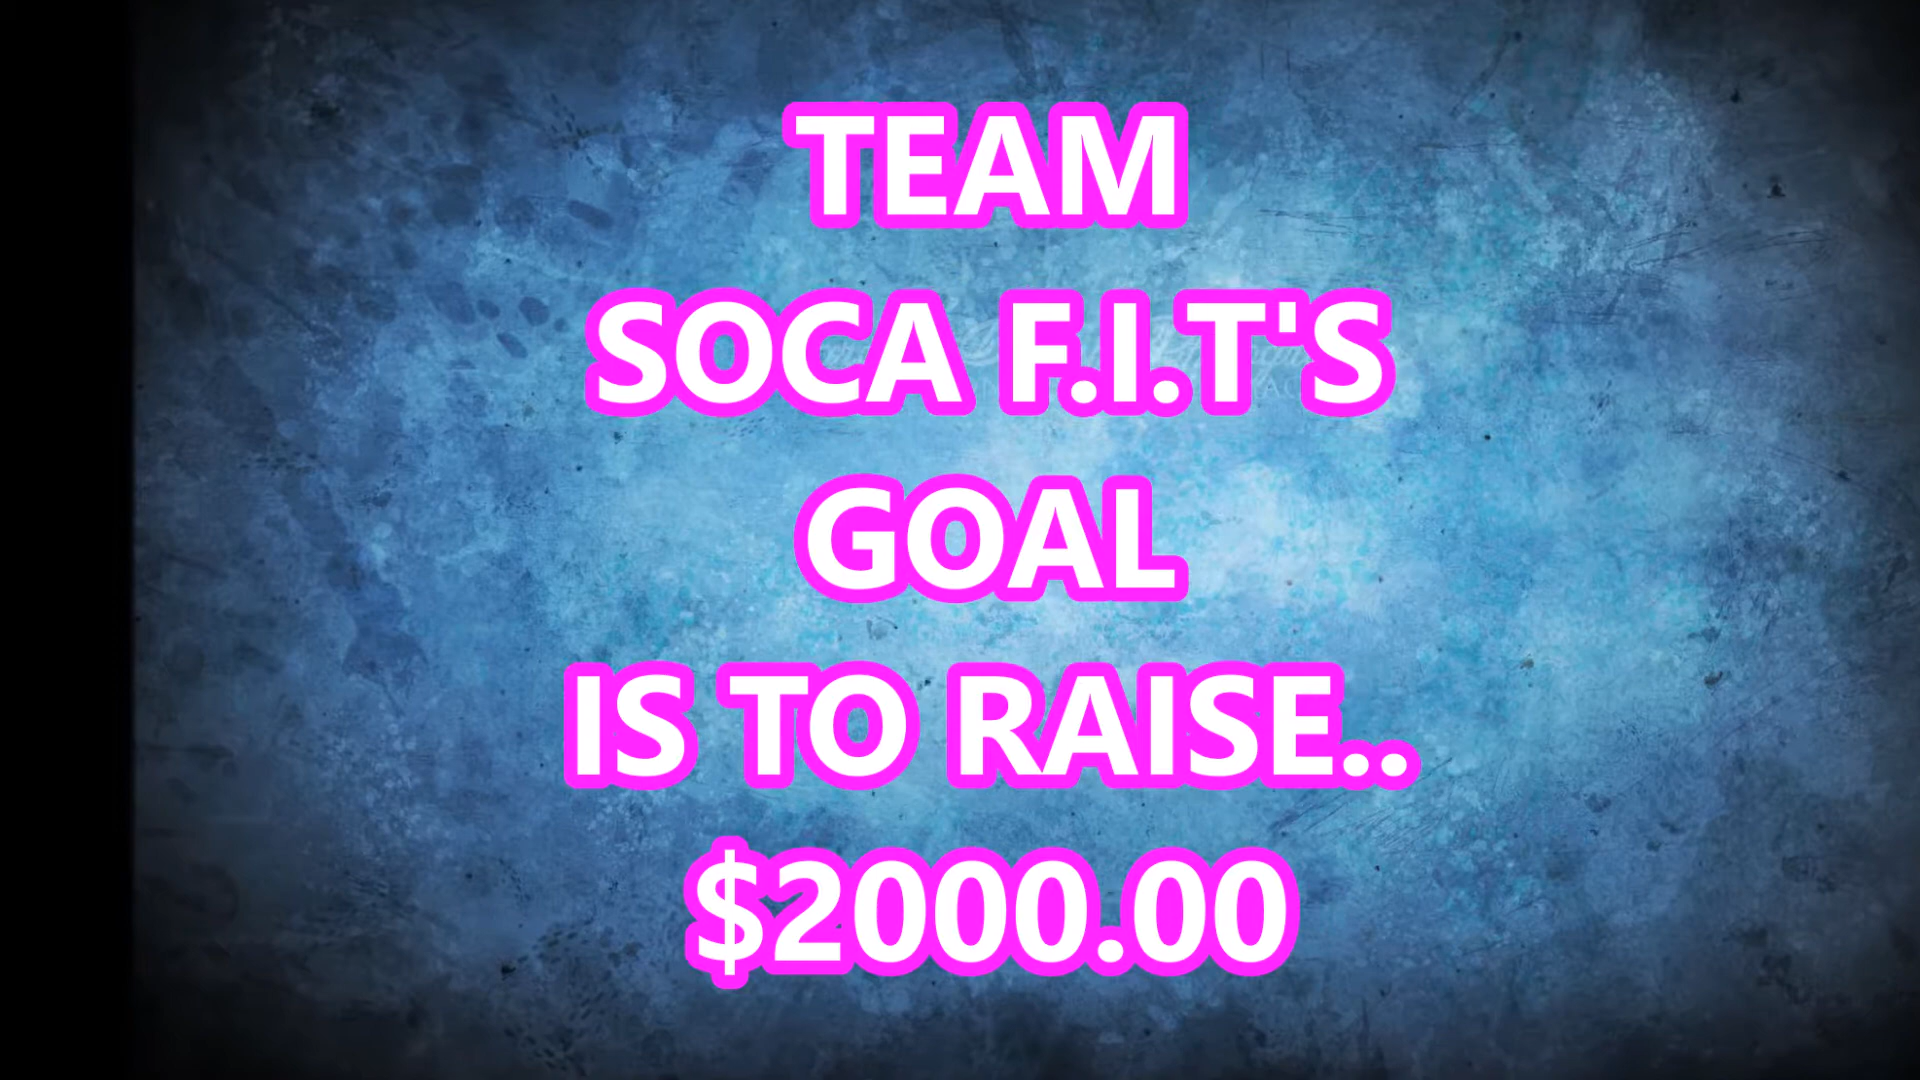 TEAM
SOCA F.I.T'S
GOAL
IS TO RAISE..
$2000.00